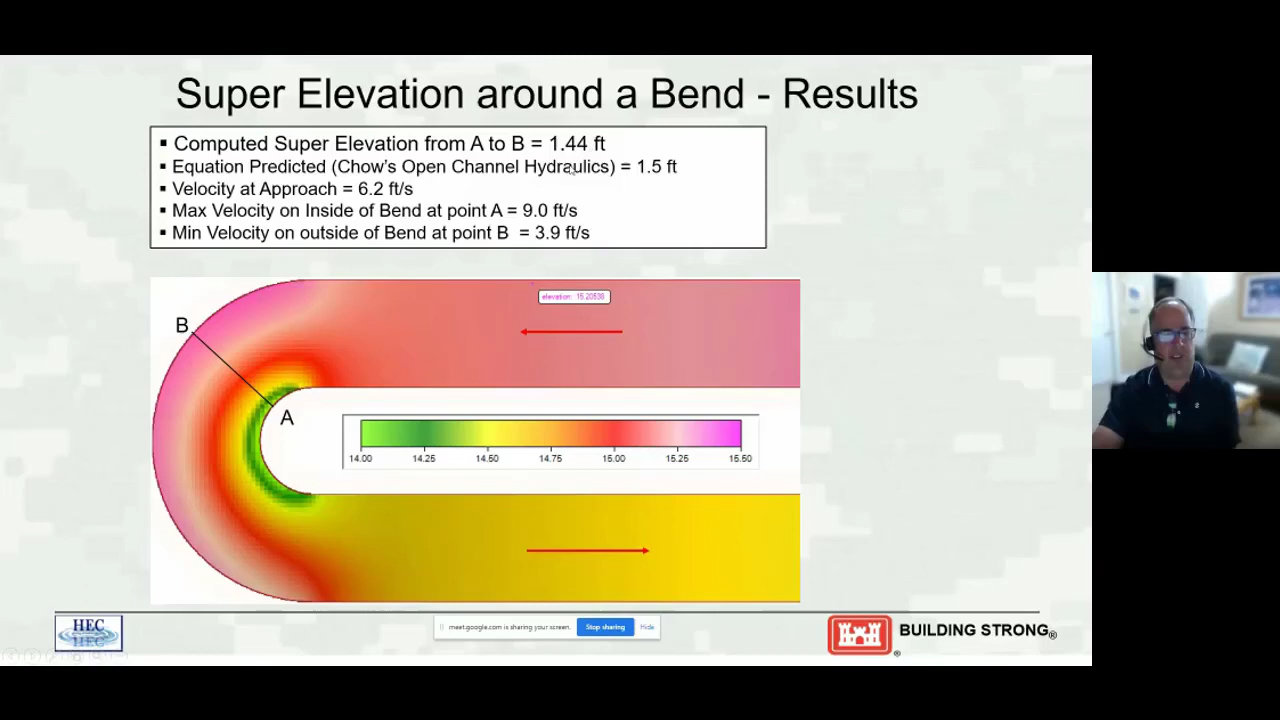 Super Elevation around a Bend - Results
▪ Computed Super Elevation from A to B = 1.44 ft
▪ Equation Predicted (Chow's Open Channel Hydraulics) = 1.5 ft
▪ Velocity at Approach = 6.2 ft/s
▪ Max Velocity on Inside of Bend at point A = 9.0 ft/s
▪ Min Velocity on outside of Bend at point B = 3.9 ft/s
elevation: 15.20538
B
A
14.00 14.25 14.50 14.75 15.00 15.25 15.50
HEC
HEC
meet.google.com is sharing your screen. Stop sharing Hide
BUILDING STRONG®
®